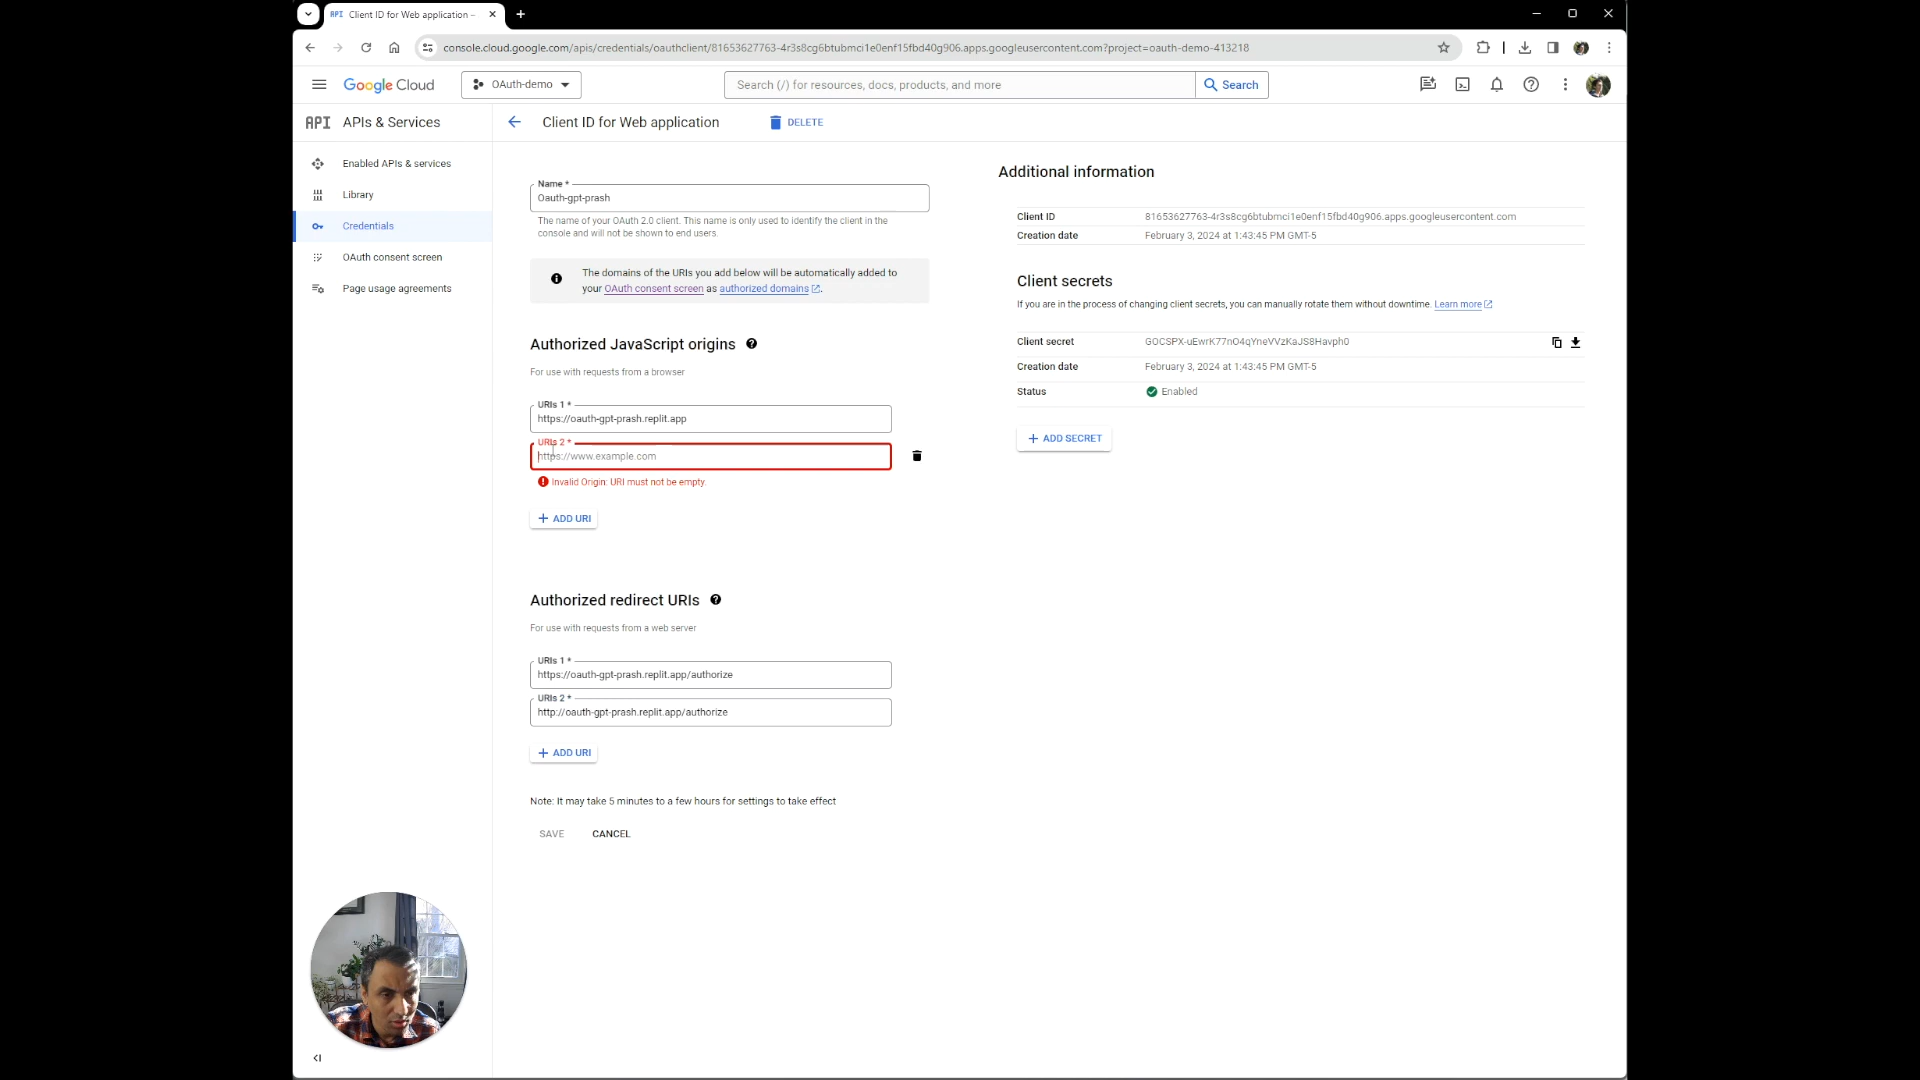 API Client ID for Web application –
console.cloud.google.com/apis/credentials/oauthclient/81653627763-4r3s8cg6btubmci1e0enf15fbd40g906.apps.googleusercontent.com?project=oauth-demo-413218
Google Cloud
OAuth-demo
Search (/) for resources, docs, products, and more
Search
API APIs & Services
Client ID for Web application
DELETE
Enabled APIs & services
Library
Credentials
OAuth consent screen
Page usage agreements
Name *
Oauth-gpt-prash
The name of your OAuth 2.0 client. This name is only used to identify the client in the
console and will not be shown to end users.
The domains of the URIs you add below will be automatically added to
your OAuth consent screen as authorized domains.
Authorized JavaScript origins
For use with requests from a browser
URIs 1 *
https://oauth-gpt-prash.replit.app
URIs 2 *
https://www.example.com
Invalid Origin: URI must not be empty.
+ ADD URI
Authorized redirect URIs
For use with requests from a web server
URIs 1 *
https://oauth-gpt-prash.replit.app/authorize
URIs 2 *
http://oauth-gpt-prash.replit.app/authorize
+ ADD URI
Note: It may take 5 minutes to a few hours for settings to take effect
SAVE
CANCEL
Additional information
Client ID 81653627763-4r3s8cg6btubmci1e0enf15fbd40g906.apps.googleusercontent.com
Creation date February 3, 2024 at 1:43:45 PM GMT-5
Client secrets
If you are in the process of changing client secrets, you can manually rotate them without downtime. Learn more
Client secret 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
Creation date February 3, 2024 at 1:43:45 PM GMT-5
Status Enabled
+ ADD SECRET